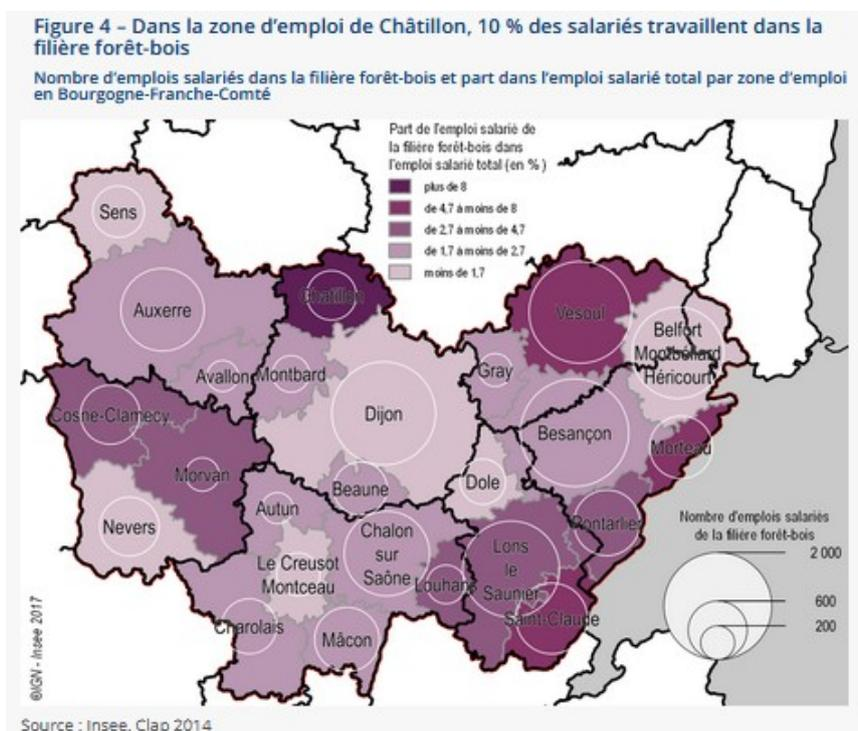 Figure 4 – Dans la zone d’emploi de Châtillon, 10 % des salariés travaillent dans la
filière forêt-bois
Nombre d’emplois salariés dans la filière forêt-bois et part dans l’emploi salarié total par zone d’emploi
en Bourgogne-Franche-Comté
Part de l'emploi salarié de
la filière forêt-bois dans
l'emploi salarié total (en %)
plus de 8
de 4,7 à moins de 8
de 2,7 à moins de 4,7
de 1,7 à moins de 2,7
moins de 1,7
Sens
Auxerre
Chatillon
Vesoul
Belfort
Montbéliard
Héricourt
Avallon
Montbard
Gray
Cosne-Clamecy
Dijon
Besançon
Morteau
Morvan
Beaune
Dole
Nevers
Autun
Pontarlier
Chalon
sur
Saône
Lons
le
Saunier
Le Creusot
Montceau
Louhans
Saint-Claude
Charolais
Mâcon
Nombre d'emplois salariés
de la filière forêt-bois
2 000
600
200
©IGN - Insee 2017
Source : Insee, Clap 2014